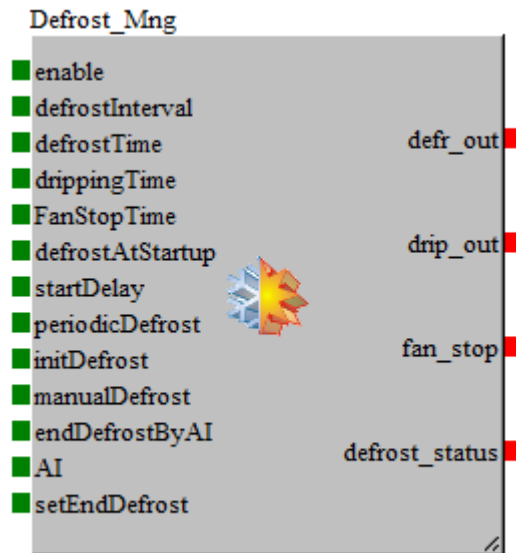 Defrost_Mng
enable
defrostInterval
defrostTime
drippingTime
FanStopTime
defrostAtStartup
startDelay
periodicDefrost
initDefrost
manualDefrost
endDefrostByAI
AI
setEndDefrost
defr_out
drip_out
fan_stop
defrost_status